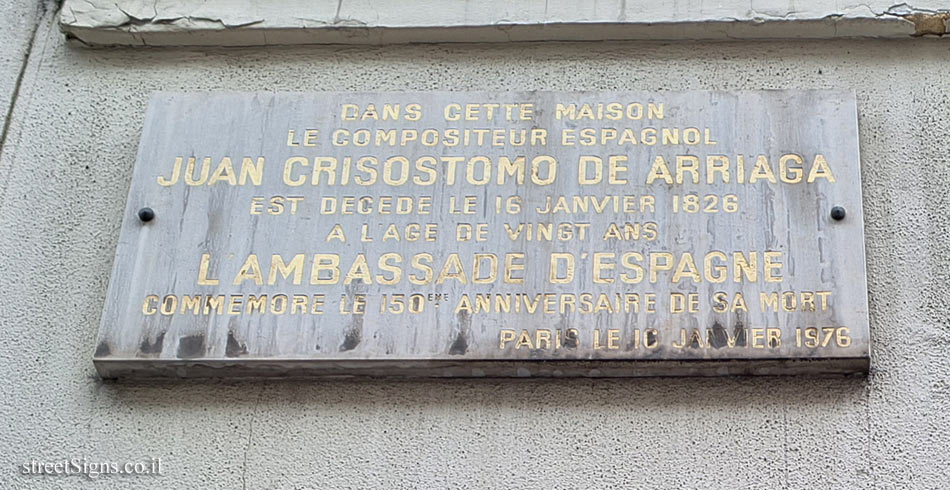 DANS CETTE MAISON
LE COMPOSITEUR ESPAGNOL
JUAN CRISOSTOMO DE ARRIAGA
EST DECEDE LE 16 JANVIER 1826
A L'AGE DE VINGT ANS
L'AMBASSADE D'ESPAGNE
COMMEMORE LE 150EME ANNIVERSAIRE DE SA MORT
PARIS LE 16 JANVIER 1976
streetSigns.co.il